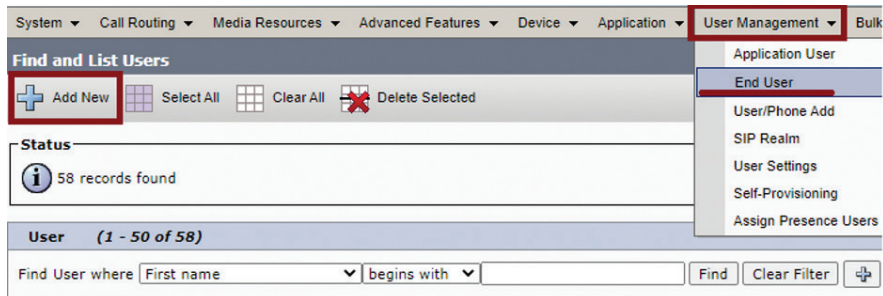 System Call Routing Media Resources Advanced Features Device Application User Management Bulk
Find and List Users
Application User
End User
User/Phone Add
SIP Realm
User Settings
Self-Provisioning
Assign Presence Users
Add New Select All Clear All Delete Selected
Status
i 58 records found
User (1 - 50 of 58)
Find User where First name begins with Find Clear Filter